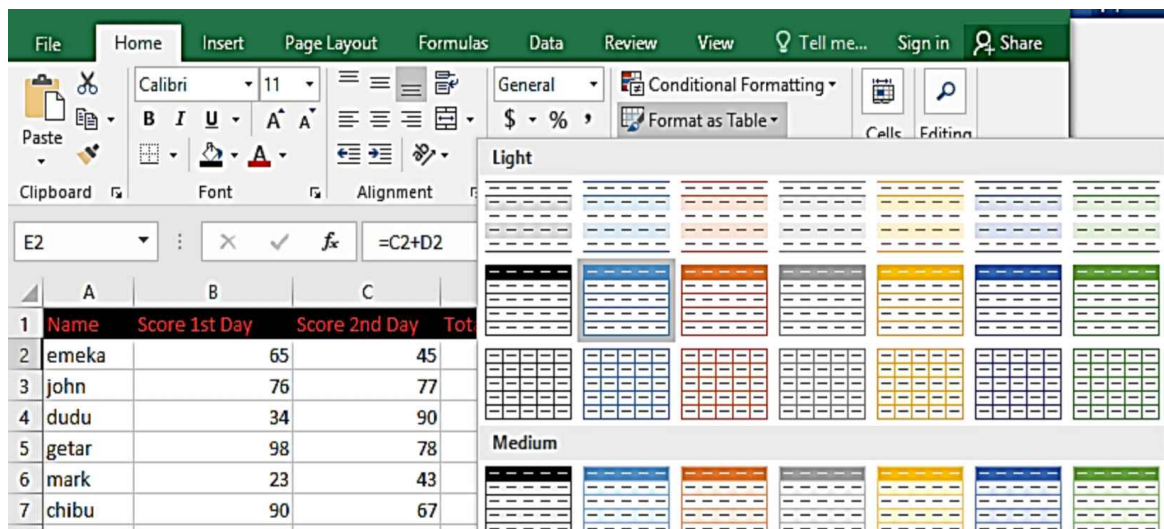 File Home Insert Page Layout Formulas Data Review View Tell me... Sign in Share
Calibri 11 General Conditional Formatting
B I U A A $ % , Format as Table
Paste A Cells Editing
Clipboard Font Alignment
Light
E2 fx =C2+D2
A B C
1 Name Score 1st Day Score 2nd Day
2 emeka 65 45
3 john 76 77
4 dudu 34 90
5 getar 98 78
6 mark 23 43
7 chibu 90 67
Medium